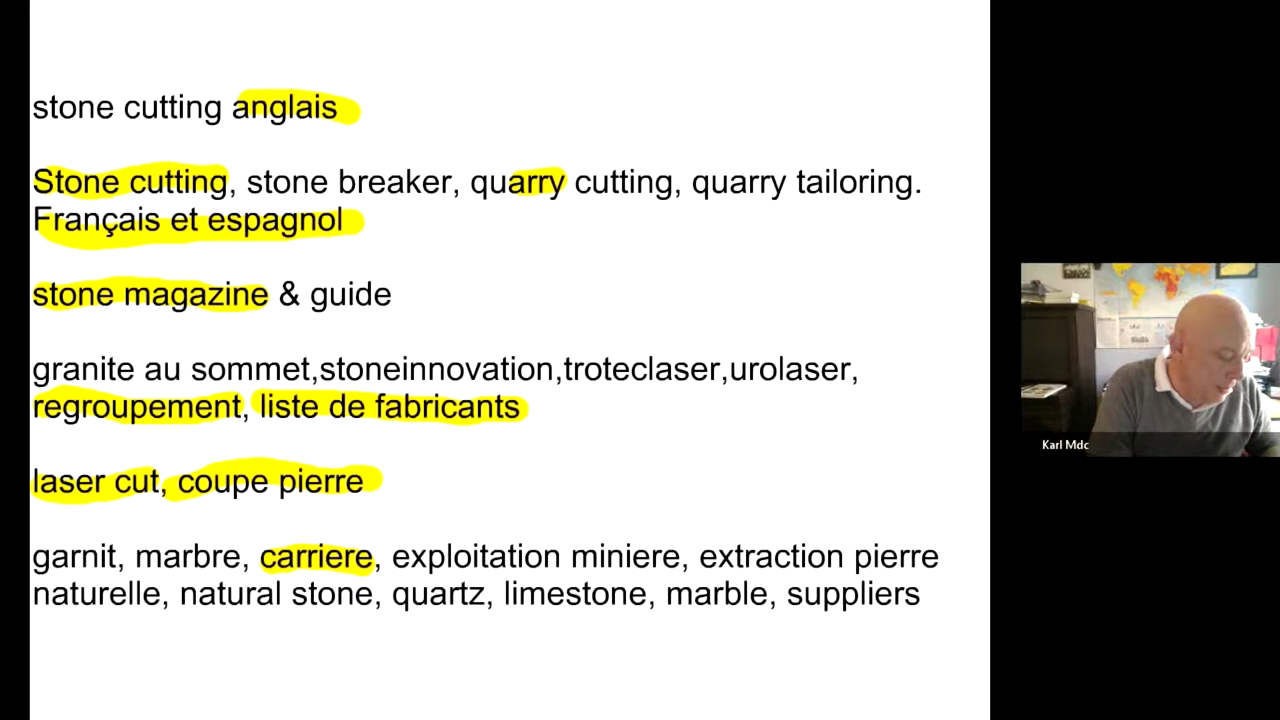 stone cutting anglais
Stone cutting, stone breaker, quarry cutting, quarry tailoring.
Français et espagnol
stone magazine & guide
granite au sommet,stoneinnovation,troteclaser,urolaser,
regroupement, liste de fabricants
laser cut, coupe pierre
garnit, marbre, carriere, exploitation miniere, extraction pierre
naturelle, natural stone, quartz, limestone, marble, suppliers
Karl Mdc